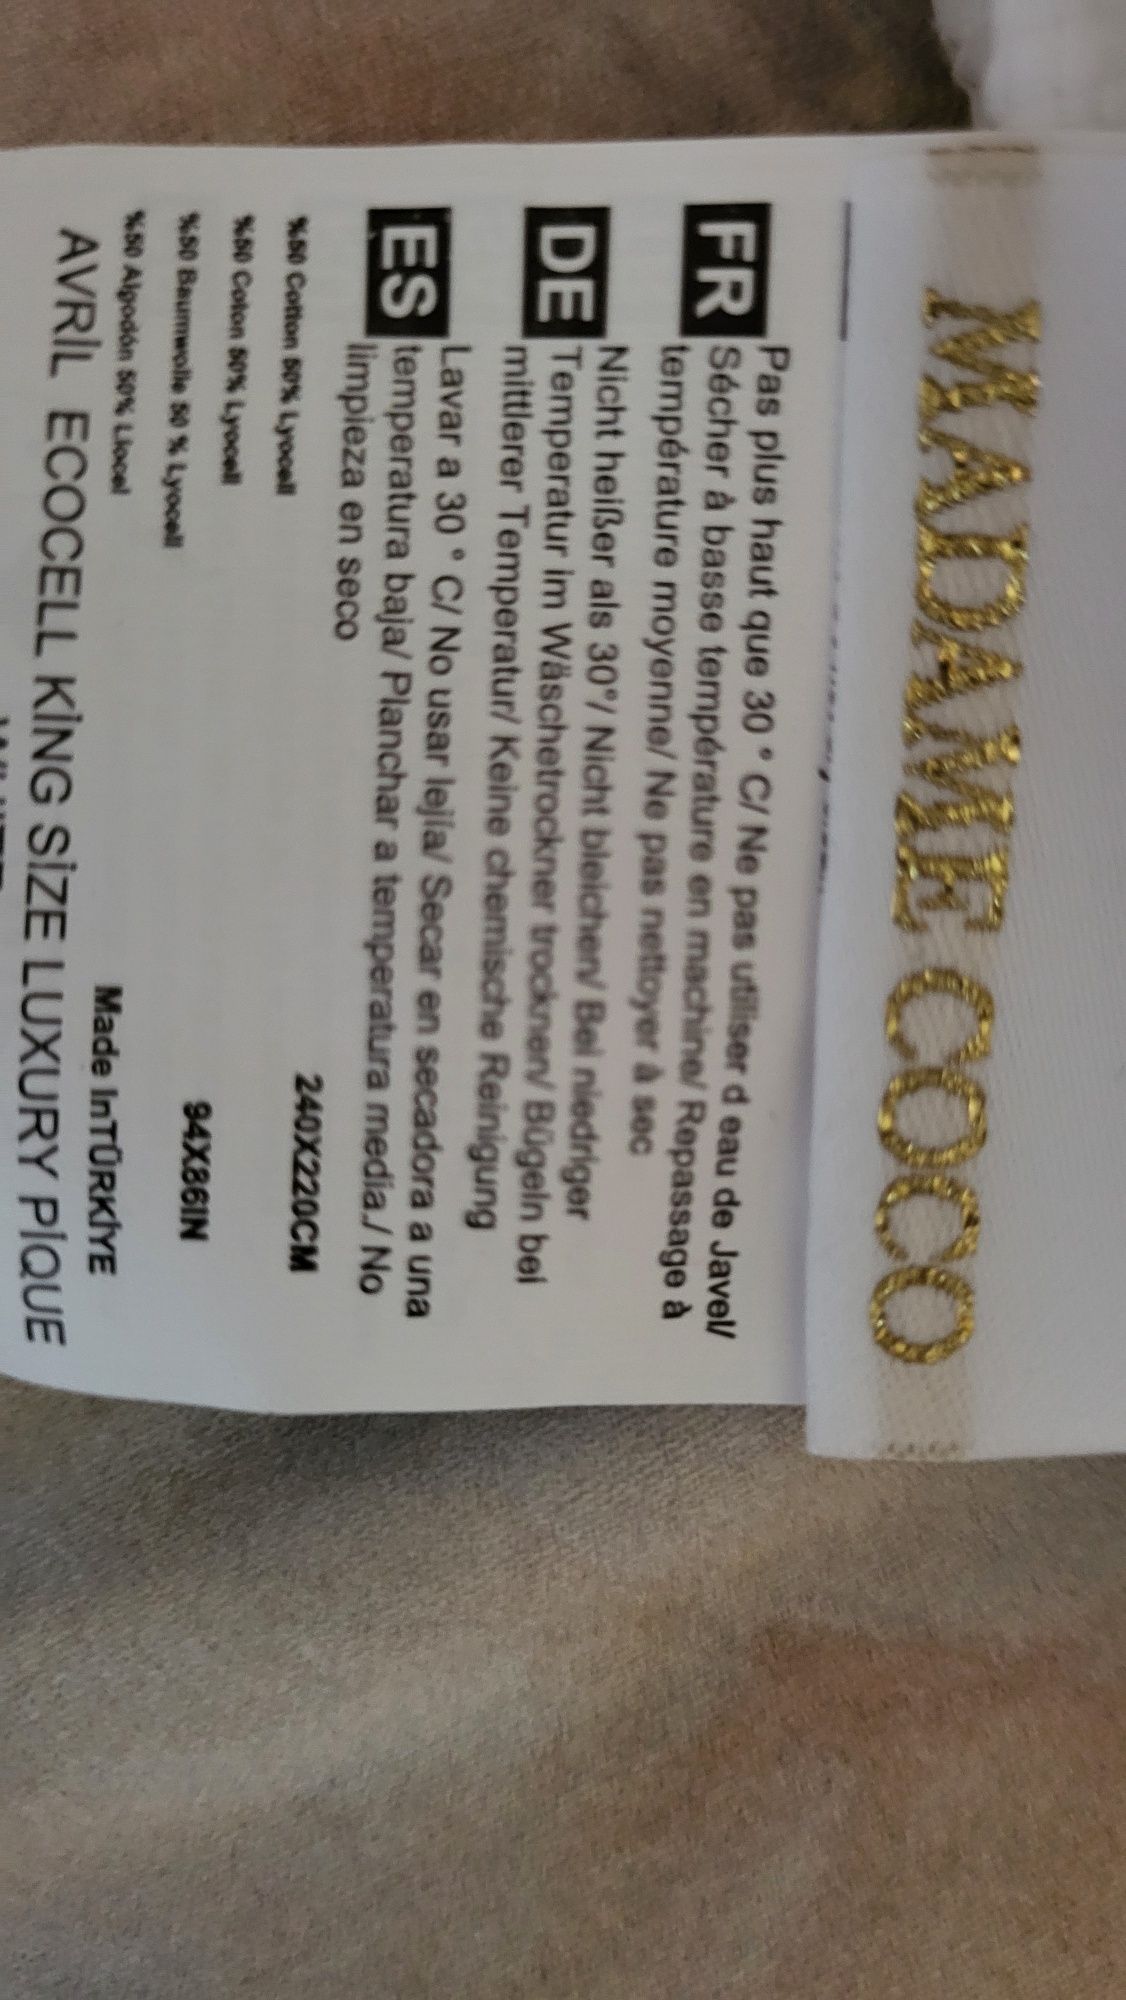 MADAME COCO
FR
Pas plus haut que 30 ° C/ Ne pas utiliser d eau de Javel/
Sécher à basse température en machine/ Repassage à
température moyenne/ Ne pas nettoyer à sec
DE
Nicht heißer als 30°/ Nicht bleichen/ Bei niedriger
Temperatur im Wäschetrockner trocknen/ Bügeln bei
mittlerer Temperatur/ Keine chemische Reinigung
ES
Lavar a 30 ° C/ No usar lejía/ Secar en secadora a una
temperatura baja/ Planchar a temperatura media./ No
limpieza en seco
%50 Cotton 50% Lyocell
240X220CM
%50 Coton 50% Lyocell
%50 Baumwolle 50 % Lyocell
94X86IN
%50 Algodón 50% Liocel
Made InTÜRKİYE
AVRİL ECOCELL KİNG SİZE LUXURY PİQUE